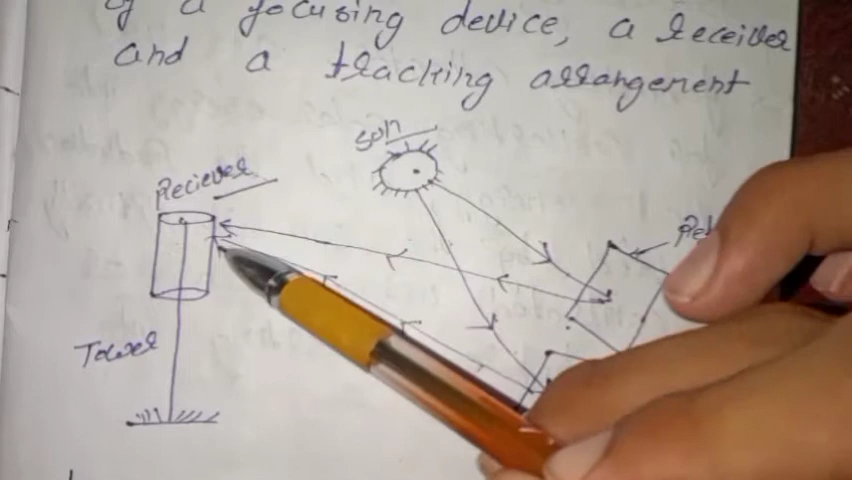 of a focusing device, a receiver
and a tracking arrangement
sun
Reciever
Tower